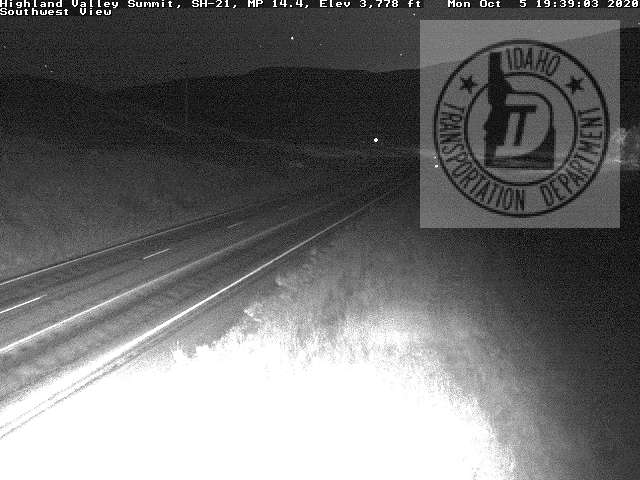 Highland Valley Summit, SH-21, MP 14.4, Elev 3,778 ft   Mon Oct  5 19:39:03 2020
Southwest View
IDAHO
TRANSPORTATION DEPARTMENT